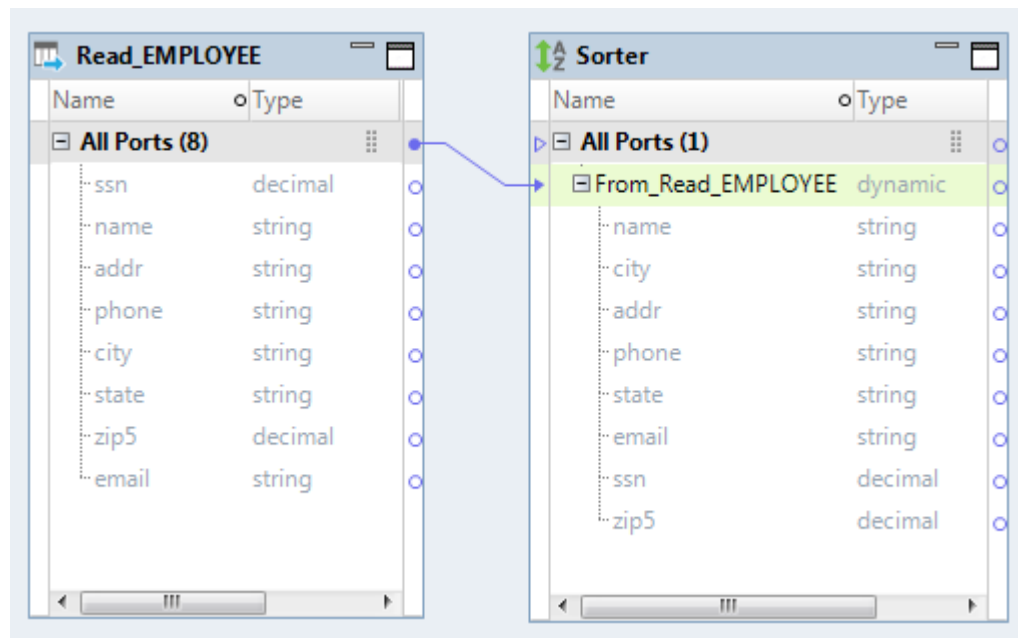 Read_EMPLOYEE
Name Type
All Ports (8)
ssn decimal
name string
addr string
phone string
city string
state string
zip5 decimal
email string
A
Z
Sorter
Name Type
All Ports (1)
From_Read_EMPLOYEE dynamic
name string
city string
addr string
phone string
state string
email string
ssn decimal
zip5 decimal